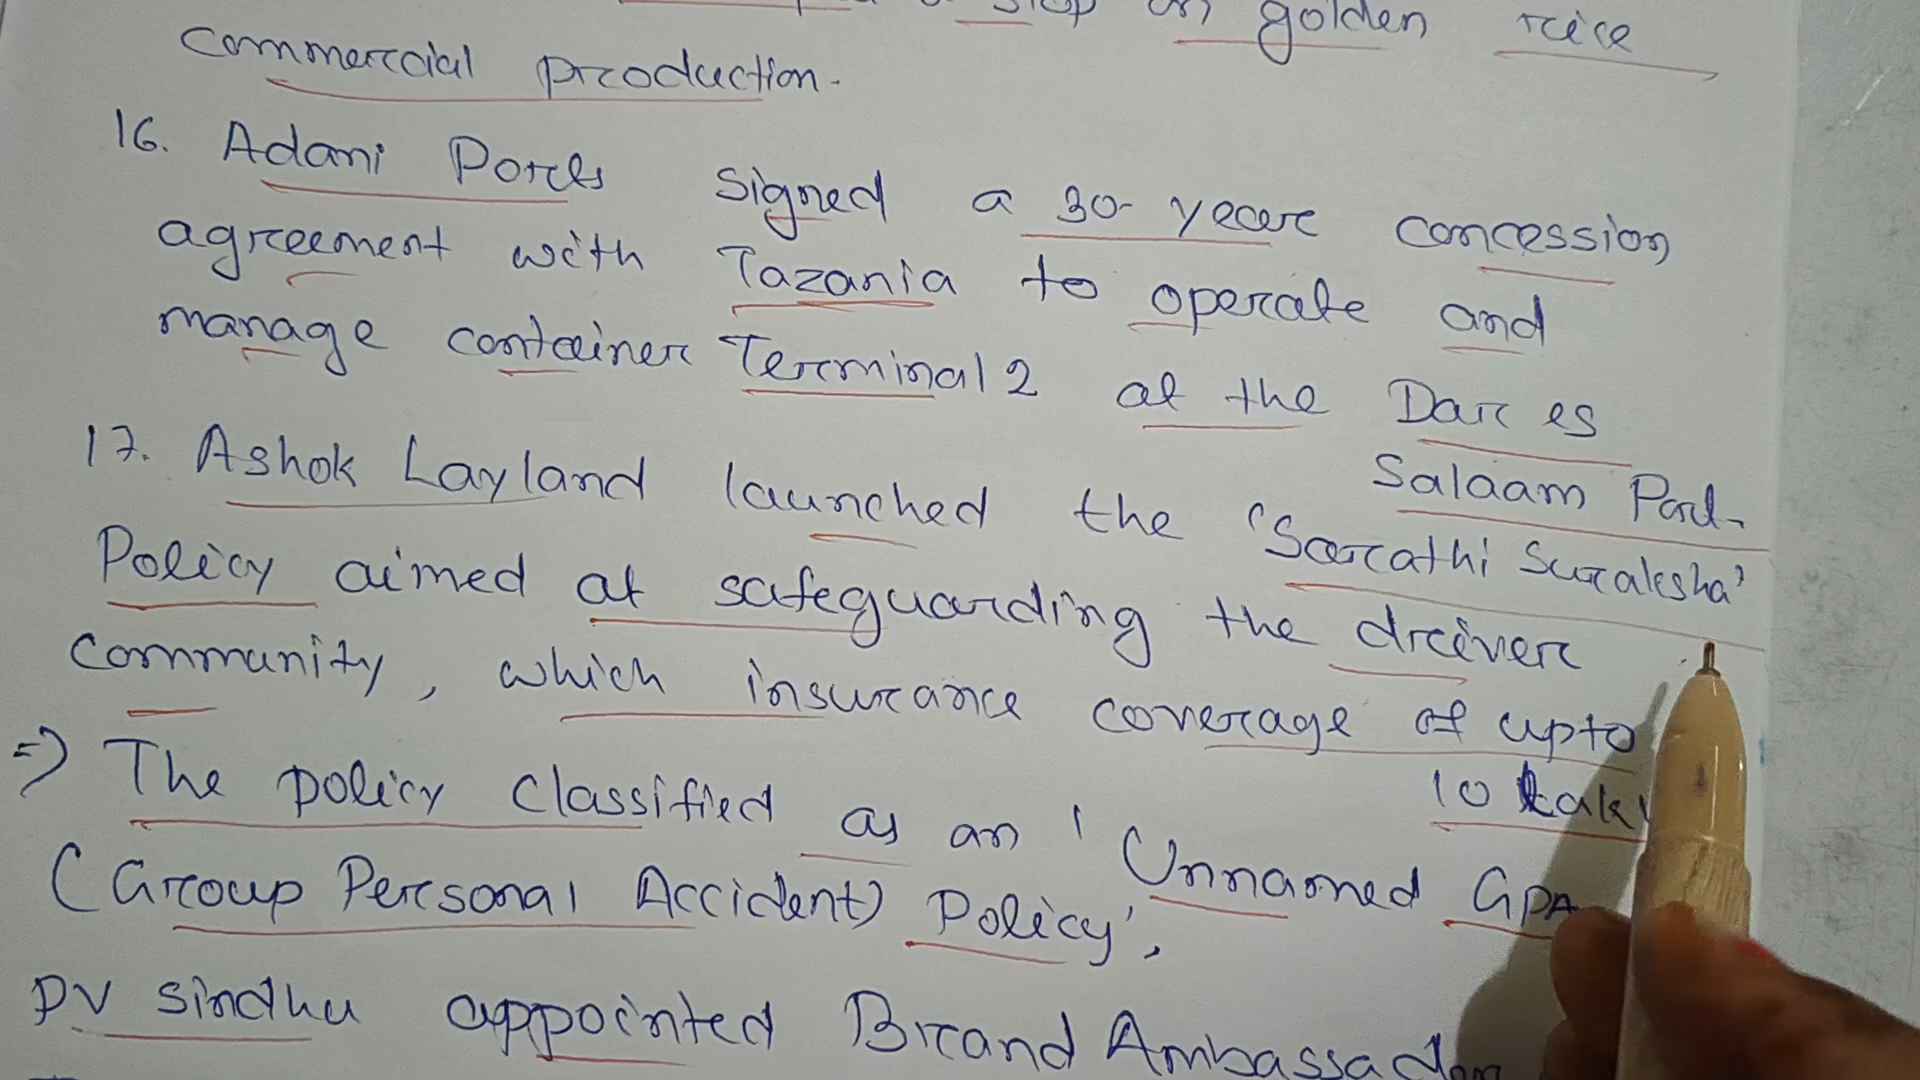 stop on golden rice
commercial production.
16. Adani Ports signed a 30-year concession
agreement with Tazania to operate and
manage container Terminal 2 at the Dar es
Salaam Port.
17. Ashok Layland launched the 'Sarathi Suraksha'
Policy aimed at safeguarding the driver
community, which insurance coverage of upto
10 Lakh
=> The policy classified as an 'Unnamed GPA
(Group Personal Accident) Policy'.
PV sindhu appointed Brand Ambassador